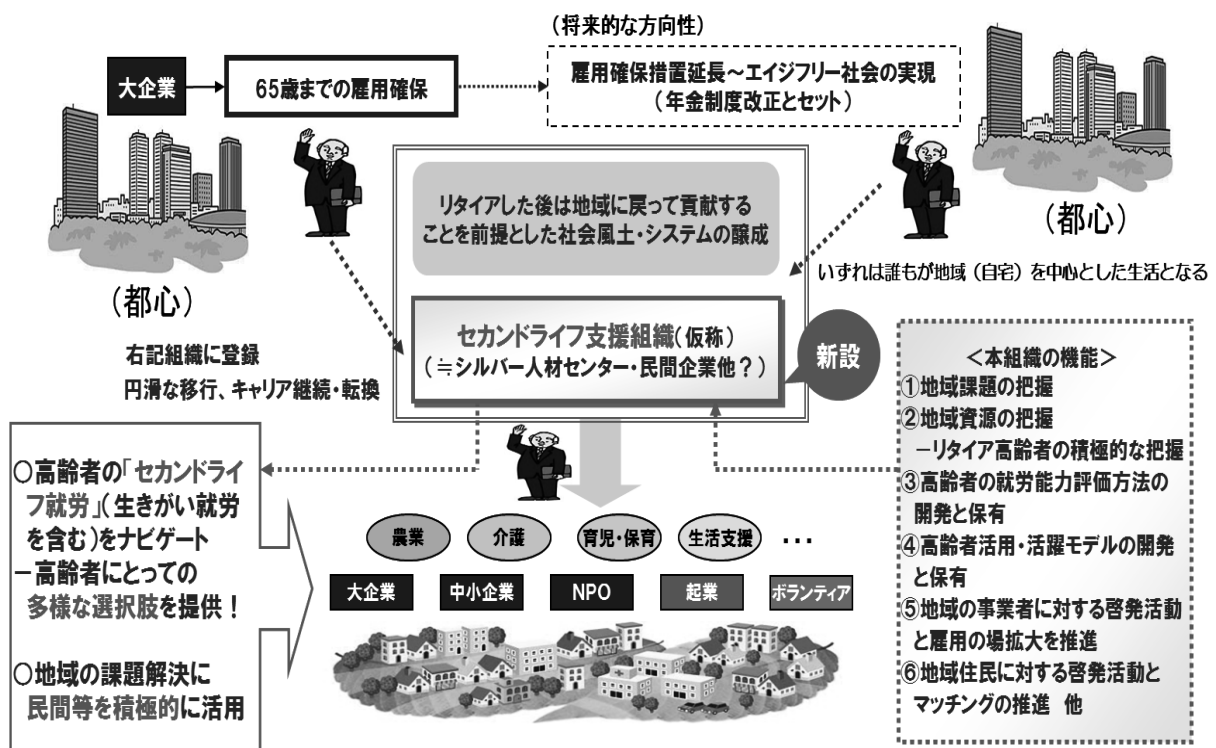 (将来的な方向性)
大企業
65歳までの雇用確保
雇用確保措置延長~エイジフリー社会の実現
(年金制度改正とセット)
リタイアした後は地域に戻って貢献する
ことを前提とした社会風土・システムの醸成
(都心)
(都心)
いずれは誰もが地域(自宅)を中心とした生活となる
セカンドライフ支援組織(仮称)
(≒シルバー人材センター・民間企業他?)
新設
右記組織に登録
円滑な移行、キャリア継続・転換
<本組織の機能>
①地域課題の把握
②地域資源の把握
-リタイア高齢者の積極的な把握
③高齢者の就労能力評価方法の
開発と保有
④高齢者活用・活躍モデルの開発
と保有
⑤地域の事業者に対する啓発活動
と雇用の場拡大を推進
⑥地域住民に対する啓発活動と
マッチングの推進 他
○高齢者の「セカンドライ
フ就労」(生きがい就労
を含む)をナビゲート
-高齢者にとっての
多様な選択肢を提供!
○地域の課題解決に
民間等を積極的に活用
農業 介護 育児・保育 生活支援 ・・・
大企業 中小企業 NPO 起業 ボランティア